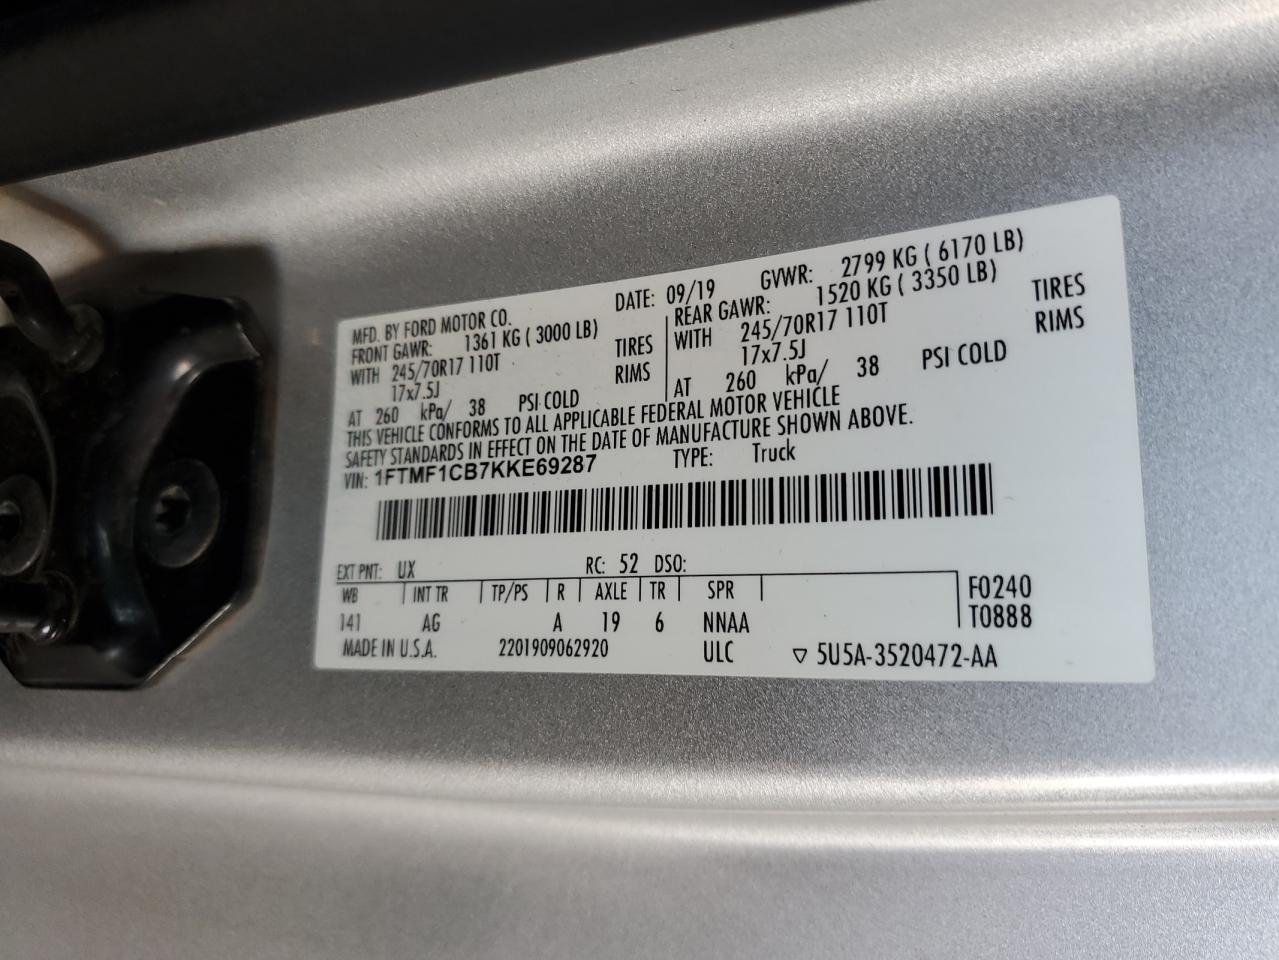 MFD. BY FORD MOTOR CO. DATE: 09/19 GVWR: 2799 KG ( 6170 LB)
FRONT GAWR: 1361 KG ( 3000 LB) REAR GAWR: 1520 KG ( 3350 LB)
WITH 245/70R17 110T TIRES WITH 245/70R17 110T TIRES
17x7.5J RIMS 17x7.5J RIMS
AT 260 kPa/ 38 PSI COLD AT 260 kPa/ 38 PSI COLD
THIS VEHICLE CONFORMS TO ALL APPLICABLE FEDERAL MOTOR VEHICLE
SAFETY STANDARDS IN EFFECT ON THE DATE OF MANUFACTURE SHOWN ABOVE.
VIN: 1FTMF1CB7KKE69287 TYPE: Truck
EXT PNT: UX RC: 52 DSO:
WB INT TR TP/PS R AXLE TR SPR F0240
141 AG A 19 6 NNAA T0888
MADE IN U.S.A. 2201909062920 ULC ▽ 5U5A-3520472-AA